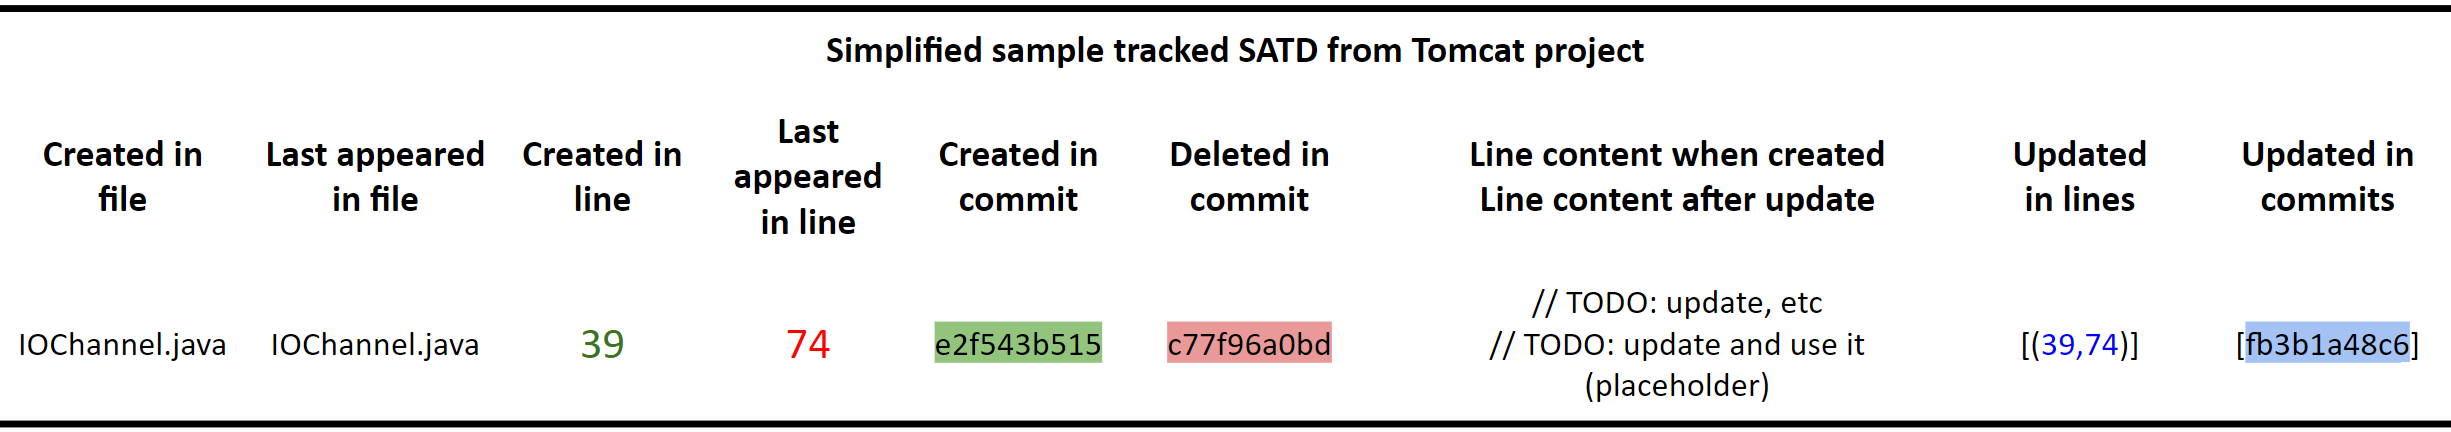 Simplified sample tracked SATD from Tomcat project
Created in
file
Last appeared
in file
Created in
line
Last
appeared
in line
Created in
commit
Deleted in
commit
Line content when created
Line content after update
Updated
in lines
Updated in
commits
IOChannel.java
IOChannel.java
39
74
e2f543b515
c77f96a0bd
// TODO: update, etc
// TODO: update and use it
(placeholder)
[(39,74)]
[fb3b1a48c6]